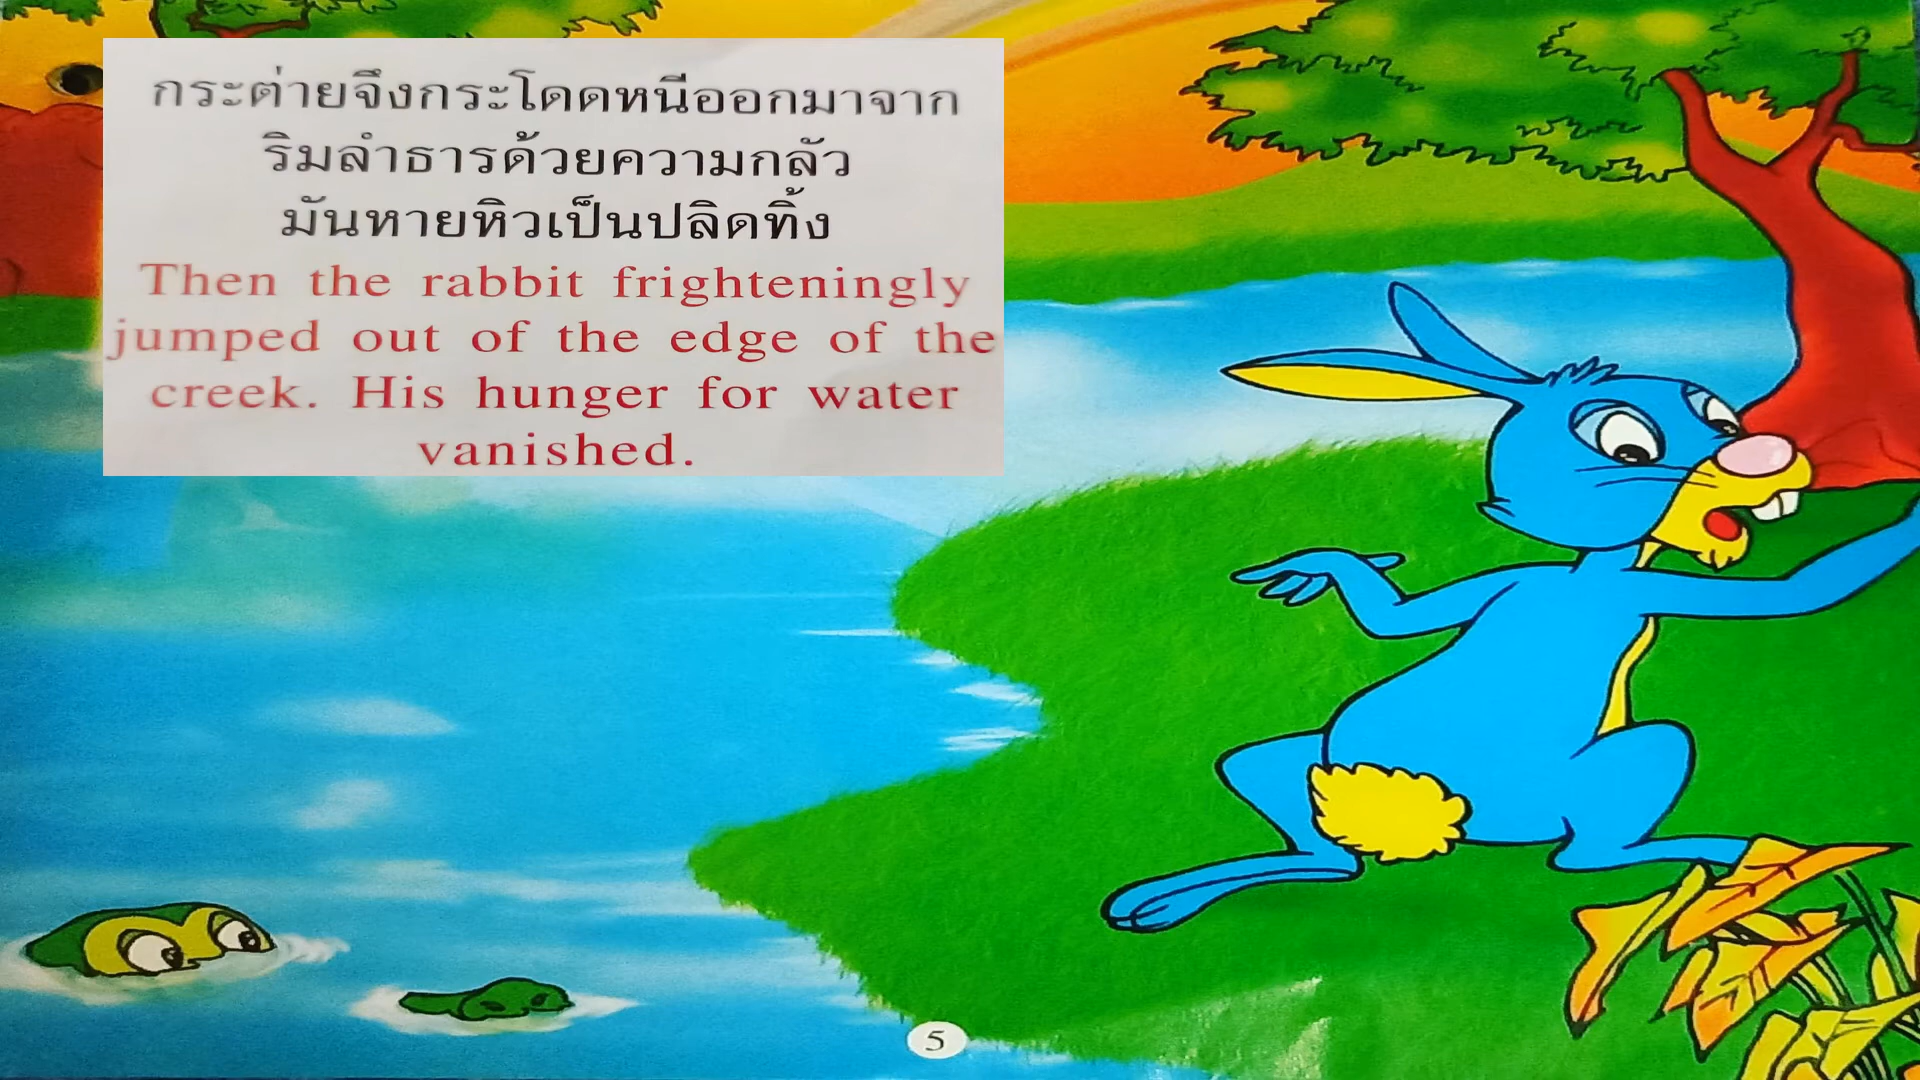 กระต่ายจึงกระโดดหนีออกมาจาก
ริมลำธารด้วยความกลัว
มันหายหิวเป็นปลิดทิ้ง
Then the rabbit frighteningly
jumped out of the edge of the
creek. His hunger for water
vanished.
5